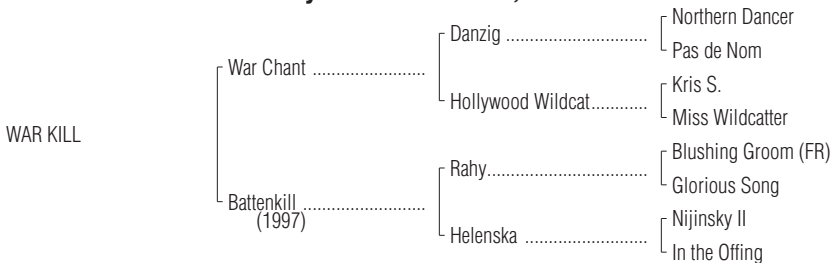 Northern Dancer
Danzig ......................................
Pas de Nom
War Chant ..............................
Kris S.
Hollywood Wildcat...............
Miss Wildcatter
WAR KILL
Blushing Groom (FR)
Rahy...........................................
Glorious Song
Battenkill .................................
(1997)
Nijinsky II
Helenska .................................
In the Offing